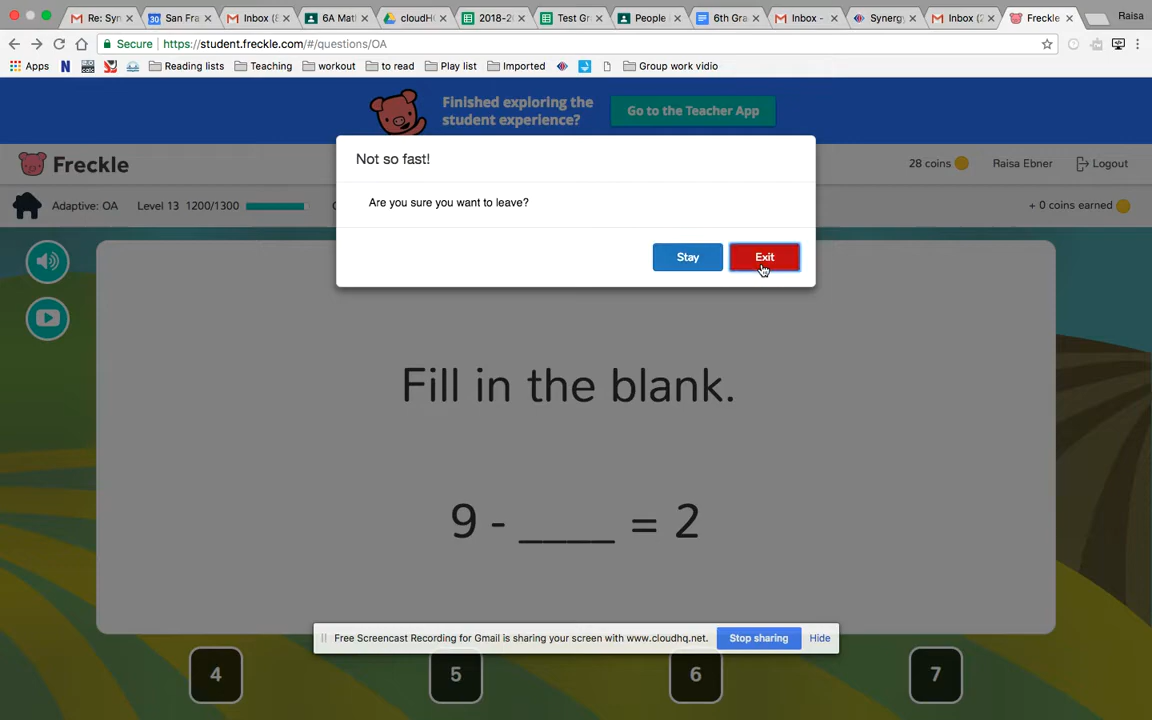 Re: Syn
San Fra
Inbox (8
6A Mat
cloudH
2018-2
Test Gr
People
6th Gra
Inbox -
Synergy
Inbox (2
Freckle
Raisa
Secure
https://student.freckle.com/#/questions/OA
Apps
Reading lists
Teaching
workout
to read
Play list
Imported
Group work vidio
Finished exploring the
student experience?
Go to the Teacher App
Freckle
28 coins
Raisa Ebner
Logout
Not so fast!
Are you sure you want to leave?
Stay
Exit
Adaptive: OA
Level 13 1200/1300
+ 0 coins earned
Fill in the blank.
9 - ____ = 2
Free Screencast Recording for Gmail is sharing your screen with www.cloudhq.net.
Stop sharing
Hide
4
5
6
7